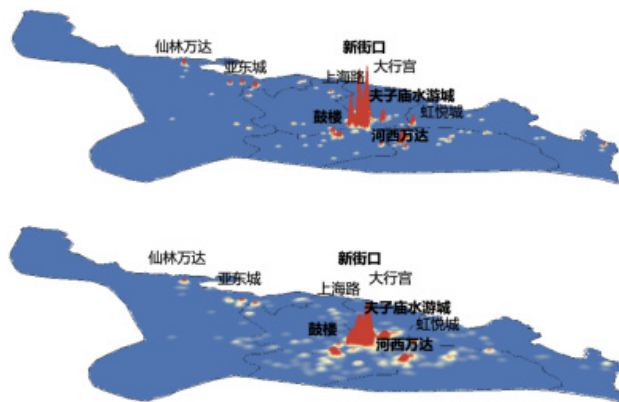 仙林万达
新街口
亚东城
上海路
大行宫
夫子庙水游城
鼓楼
虹悦城
河西万达
仙林万达
新街口
亚东城
上海路
大行宫
夫子庙水游城
鼓楼
虹悦城
河西万达